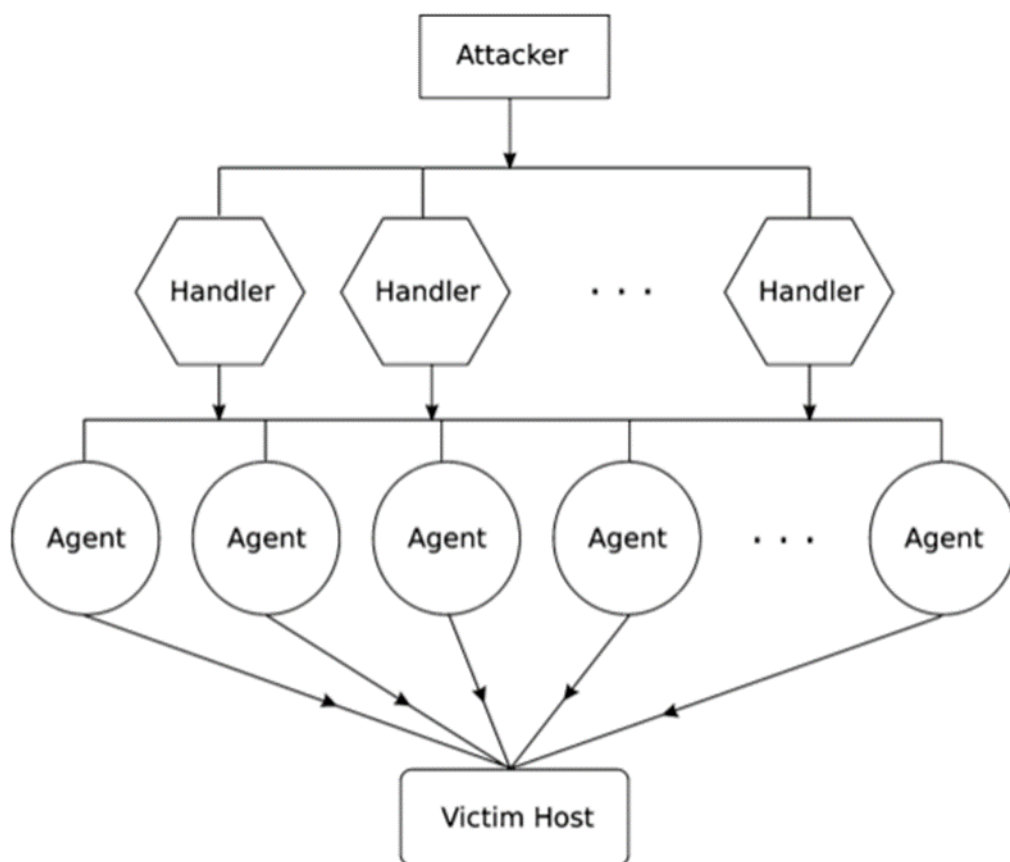 Attacker
Handler Handler . . . Handler
Agent Agent Agent Agent . . . Agent
Victim Host